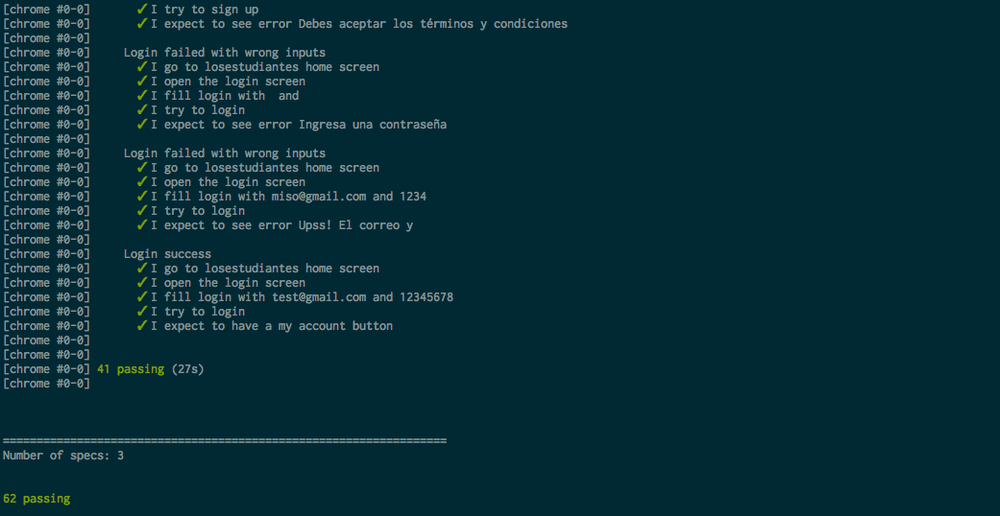 [chrome #0-0] ✓ I try to sign up
[chrome #0-0] ✓ I expect to see error Debes aceptar los términos y condiciones
[chrome #0-0]
[chrome #0-0] Login failed with wrong inputs
[chrome #0-0] ✓ I go to losestudiantes home screen
[chrome #0-0] ✓ I open the login screen
[chrome #0-0] ✓ I fill login with  and
[chrome #0-0] ✓ I try to login
[chrome #0-0] ✓ I expect to see error Ingresa una contraseña
[chrome #0-0]
[chrome #0-0] Login failed with wrong inputs
[chrome #0-0] ✓ I go to losestudiantes home screen
[chrome #0-0] ✓ I open the login screen
[chrome #0-0] ✓ I fill login with miso@gmail.com and 1234
[chrome #0-0] ✓ I try to login
[chrome #0-0] ✓ I expect to see error Upss! El correo y
[chrome #0-0]
[chrome #0-0] Login success
[chrome #0-0] ✓ I go to losestudiantes home screen
[chrome #0-0] ✓ I open the login screen
[chrome #0-0] ✓ I fill login with test@gmail.com and 12345678
[chrome #0-0] ✓ I try to login
[chrome #0-0] ✓ I expect to have a my account button
[chrome #0-0]
[chrome #0-0]
[chrome #0-0] 41 passing (27s)
[chrome #0-0]
==================================================================
Number of specs: 3
62 passing